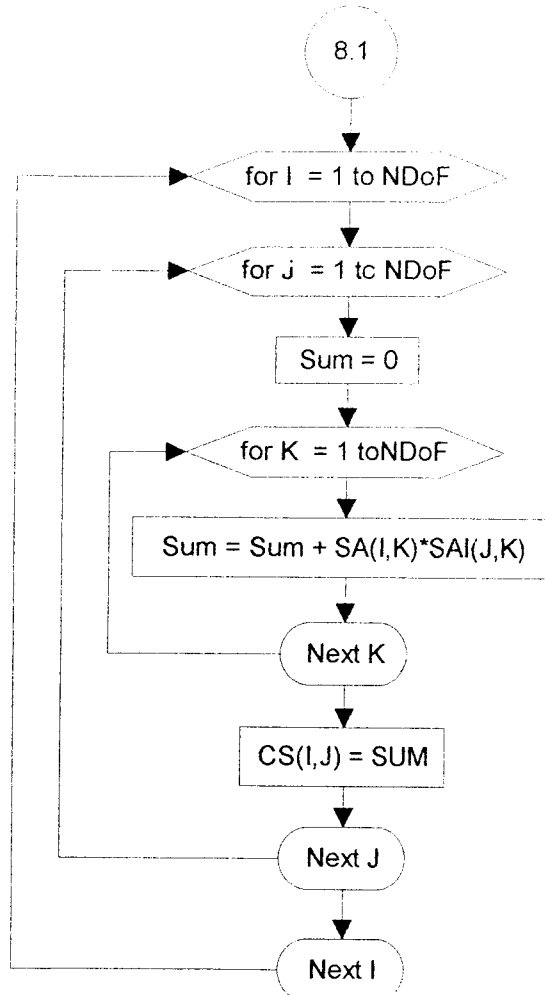 8.1
for I = 1 to NDoF
for J = 1 tc NDoF
Sum = 0
for K = 1 toNDoF
Sum = Sum + SA(I,K)*SAI(J,K)
Next K
CS(I,J) = SUM
Next J
Next I